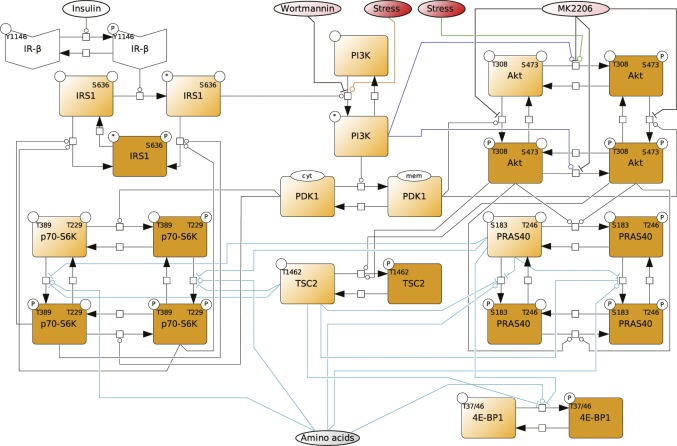 Insulin
Wortmannin
Stress
Stress
MK2206
Y1146
IR-β
P
Y1146
IR-β
PI3K
T308
S473
Akt
P
S473
Akt
S636
IRS1
*
S636
IRS1
*
PI3K
*
S636
P
IRS1
P
T308
S473
Akt
P
T308
P
S473
Akt
cyt
PDK1
mem
PDK1
T389
T229
p70-S6K
T389
P
T229
p70-S6K
S183
T246
PRAS40
S183
P
T246
PRAS40
T1462
TSC2
P
T1462
TSC2
P
T389
T229
p70-S6K
P
T389
P
T229
p70-S6K
P
S183
T246
PRAS40
P
S183
P
T246
PRAS40
T37/46
4E-BP1
P
T37/46
4E-BP1
Amino acids